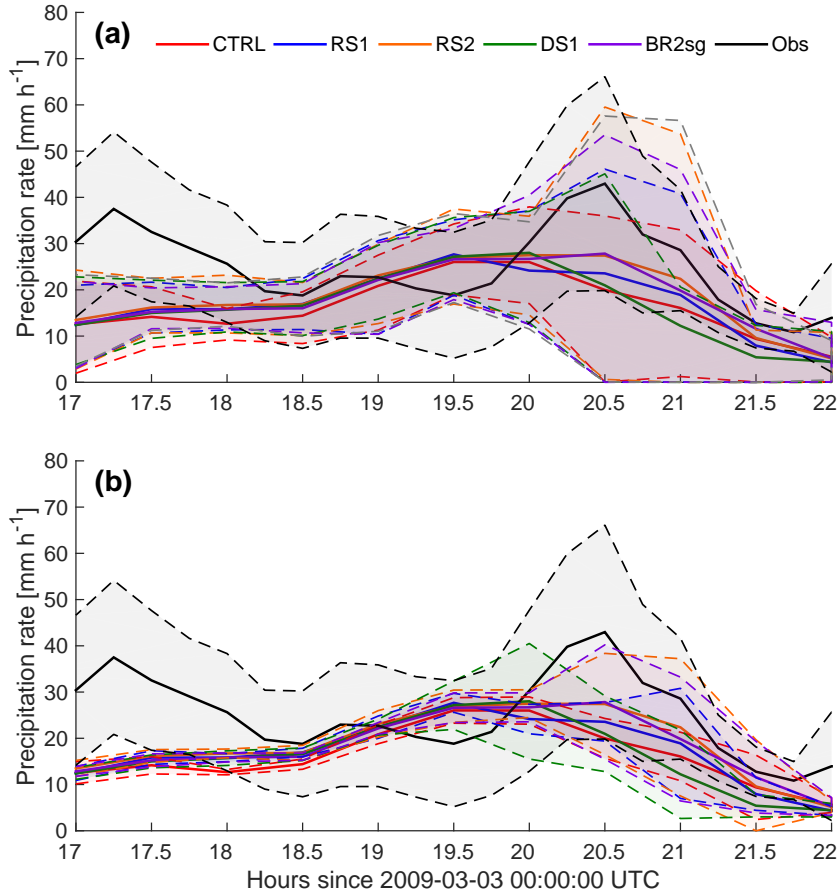 (a)
CTRL RS1 RS2 DS1 BR2sg Obs
Precipitation rate [mm h⁻¹]
80
70
60
50
40
30
20
10
0
17 17.5 18 18.5 19 19.5 20 20.5 21 21.5 22
(b)
Precipitation rate [mm h⁻¹]
80
70
60
50
40
30
20
10
0
17 17.5 18 18.5 19 19.5 20 20.5 21 21.5 22
Hours since 2009-03-03 00:00:00 UTC